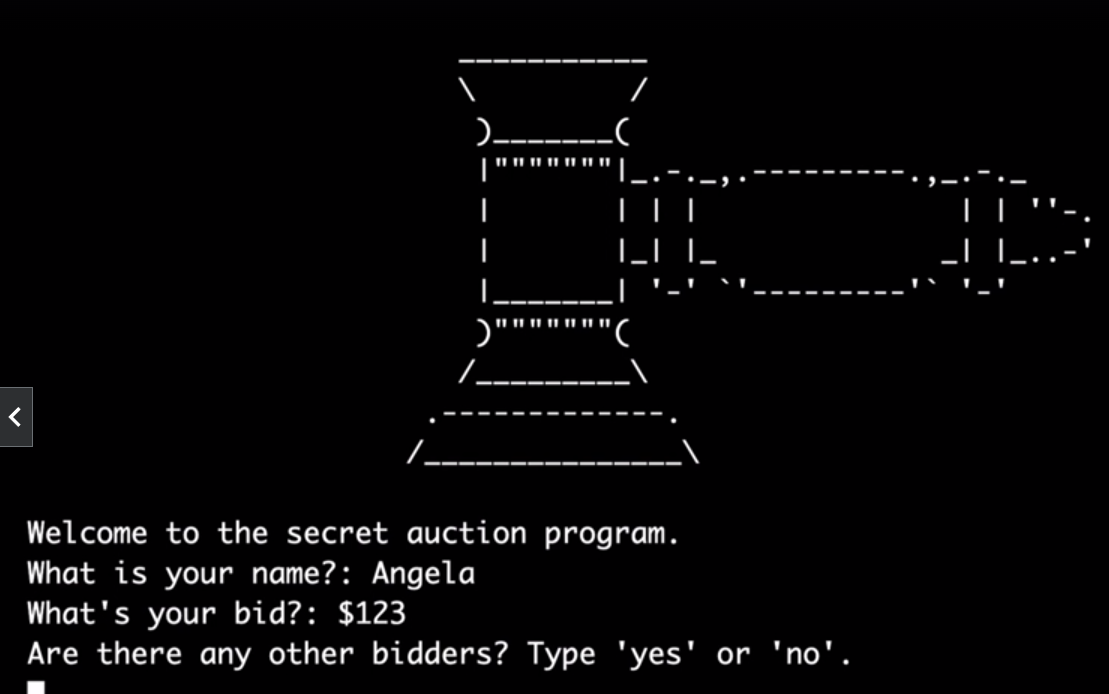 Welcome to the secret auction program.
What is your name?: Angela
What's your bid?: $123
Are there any other bidders? Type 'yes' or 'no'.